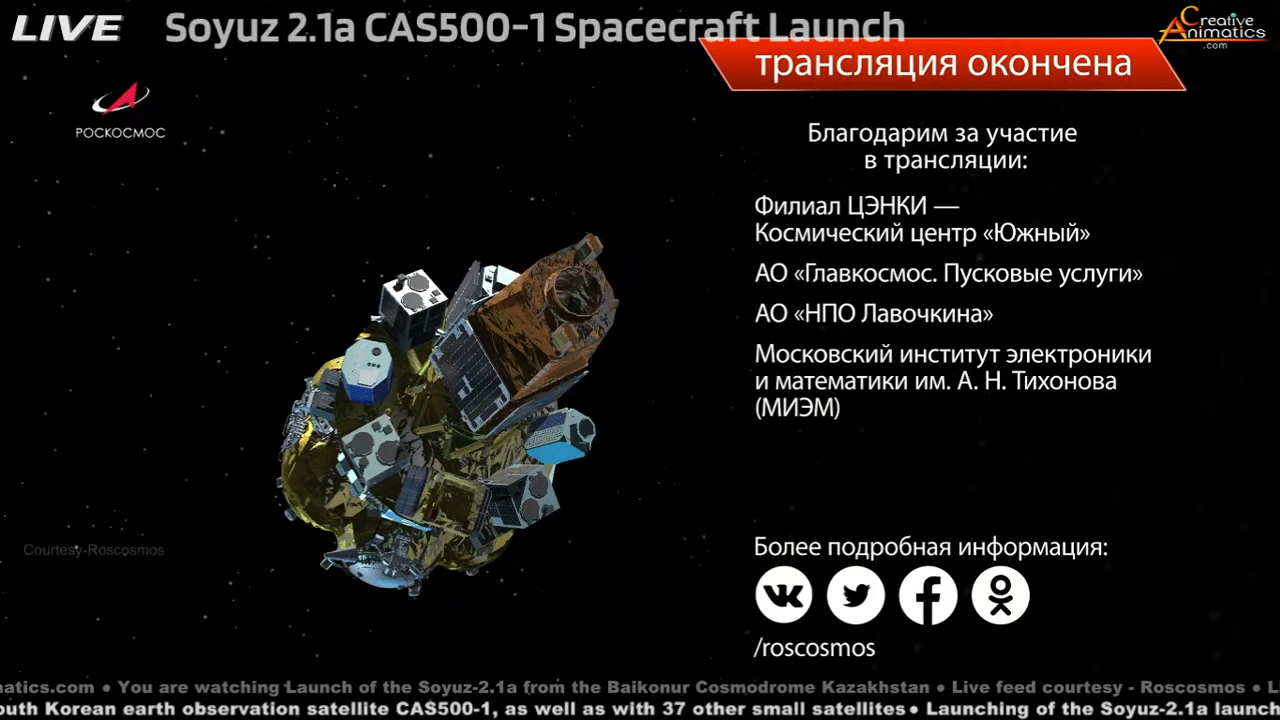 LIVE
Soyuz 2.1a CAS500-1 Spacecraft Launch
Creative
Animatics
.com
трансляция окончена
РОСКОСМОС
Благодарим за участие
в трансляции:
Филиал ЦЭНКИ —
Космический центр «Южный»
АО «Главкосмос. Пусковые услуги»
АО «НПО Лавочкина»
Московский институт электроники
и математики им. А. Н. Тихонова
(МИЭМ)
Courtesy-Roscosmos
Более подробная информация:
/roscosmos
matics.com ● You are watching Launch of the Soyuz-2.1a from the Baikonur Cosmodrome Kazakhstan ● Live feed courtesy - Roscosmos ●
outh Korean earth observation satellite CAS500-1, as well as with 37 other small satellites ● Launching of the Soyuz-2.1a launch